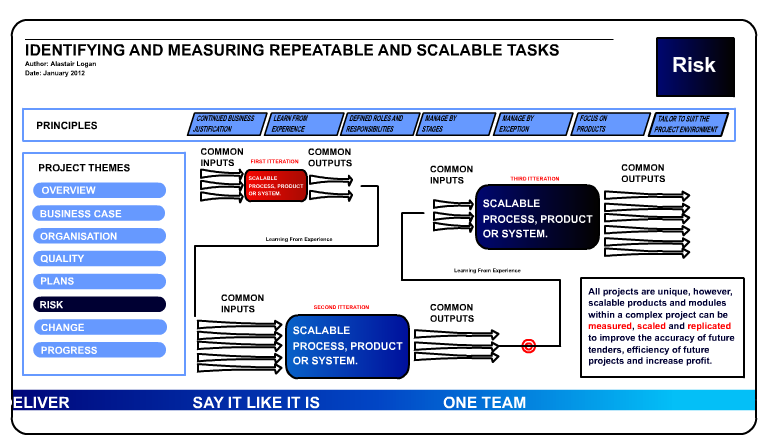 IDENTIFYING AND MEASURING REPEATABLE AND SCALABLE TASKS
Author: Alastair Logan
Date: January 2012
Risk
PRINCIPLES
CONTINUED BUSINESS
JUSTIFICATION
LEARN FROM
EXPERIENCE
DEFINED ROLES AND
RESPONSIBILITIES
MANAGE BY
STAGES
MANAGE BY
EXCEPTION
FOCUS ON
PRODUCTS
TAILOR TO SUIT THE
PROJECT ENVIRONMENT
PROJECT THEMES
OVERVIEW
BUSINESS CASE
ORGANISATION
QUALITY
PLANS
RISK
CHANGE
PROGRESS
COMMON
INPUTS
FIRST ITTERATION
COMMON
OUTPUTS
SCALABLE
PROCESS, PRODUCT
OR SYSTEM.
Learning From Experience
COMMON
INPUTS
SECOND ITTERATION
COMMON
OUTPUTS
SCALABLE
PROCESS, PRODUCT
OR SYSTEM.
Learning From Experience
COMMON
INPUTS
THIRD ITTERATION
COMMON
OUTPUTS
SCALABLE
PROCESS, PRODUCT
OR SYSTEM.
All projects are unique, however,
scalable products and modules
within a complex project can be
measured, scaled and replicated
to improve the accuracy of future
tenders, efficiency of future
projects and increase profit.
ELIVER
SAY IT LIKE IT IS
ONE TEAM